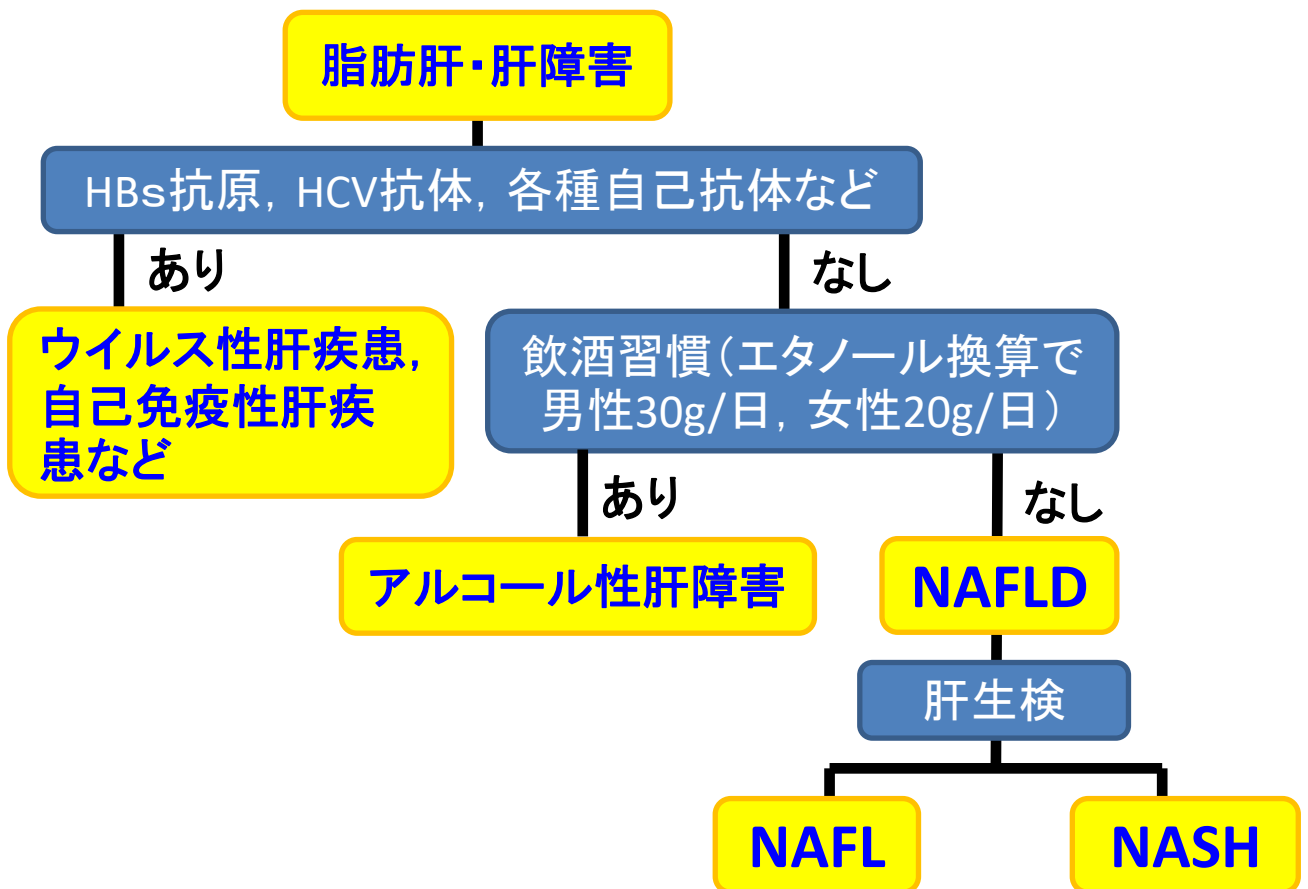 脂肪肝・肝障害
HBs抗原，HCV抗体，各種自己抗体など
あり
なし
ウイルス性肝疾患，
自己免疫性肝疾
患など
飲酒習慣（エタノール換算で
男性30g/日，女性20g/日）
あり
なし
アルコール性肝障害
NAFLD
肝生検
NAFL
NASH